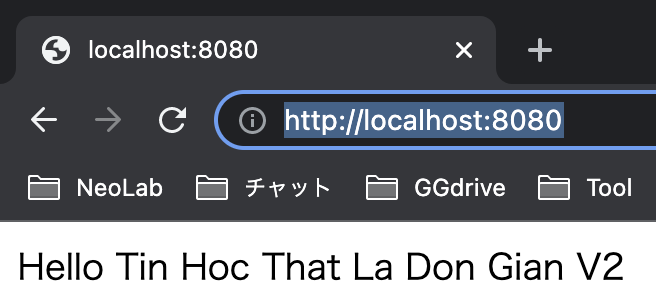 localhost:8080
http://localhost:8080
NeoLab チャット GGdrive Tool
Hello Tin Hoc That La Don Gian V2